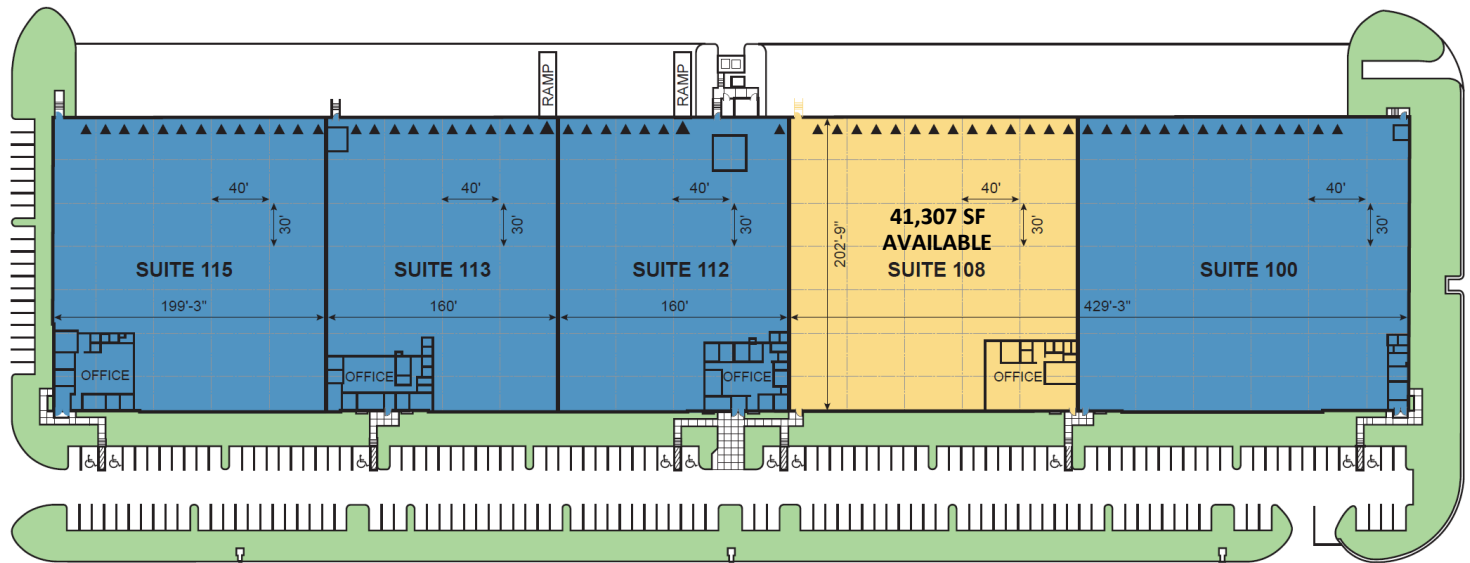 RAMP
RAMP
40'
30'
40'
30'
40'
30'
40'
30'
40'
30'
202'-9"
41,307 SF
AVAILABLE
SUITE 115
SUITE 113
SUITE 112
SUITE 108
SUITE 100
199'-3"
160'
160'
429'-3"
OFFICE
OFFICE
OFFICE
OFFICE